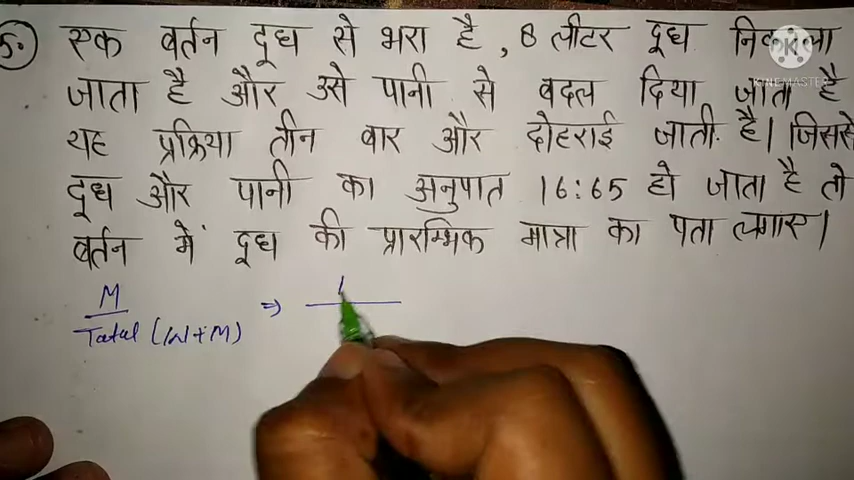 5. एक बर्तन दूध से भरा है, 8 लीटर दूध निकाला
जाता है और उसे पानी से बदल दिया जाता है
यह प्रक्रिया तीन बार और दोहराई जाती है। जिससे
दूध और पानी का अनुपात 16:65 हो जाता है तो
बर्तन में दूध की प्रारम्भिक मात्रा का पता लगाए।
M
Total (W+M) ⇒
KINEMASTER